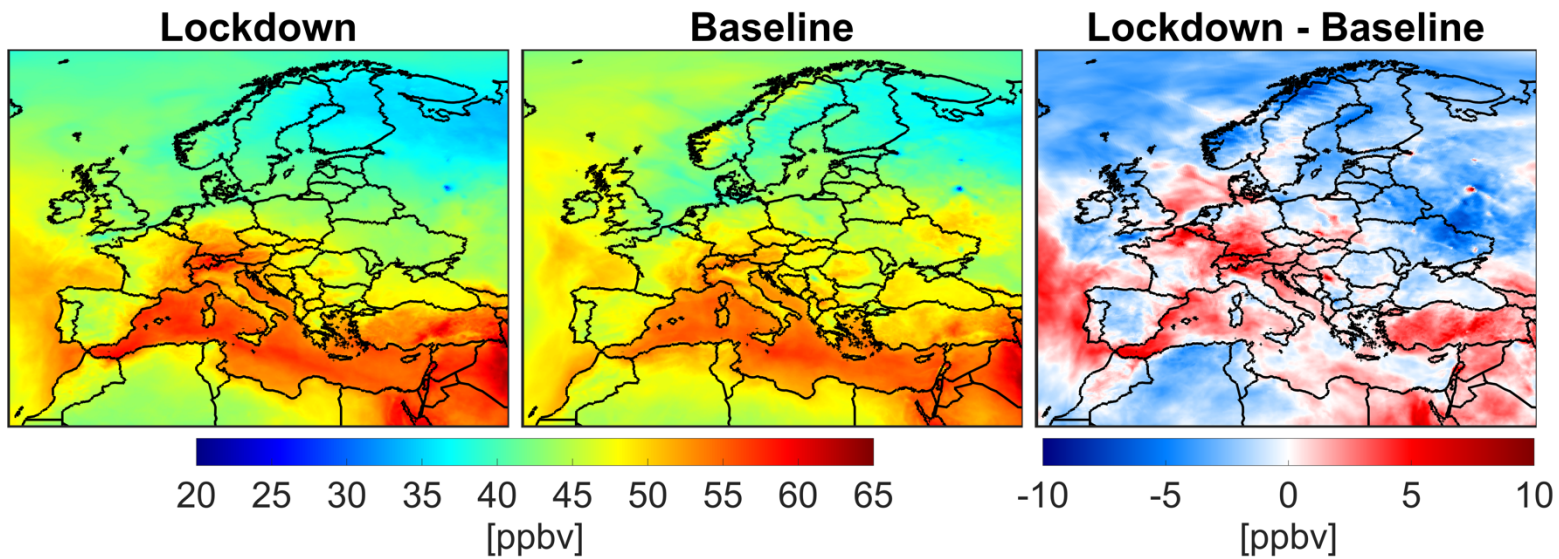 Lockdown
Baseline
Lockdown - Baseline
20 25 30 35 40 45 50 55 60 65
[ppbv]
-10 -5 0 5 10
[ppbv]